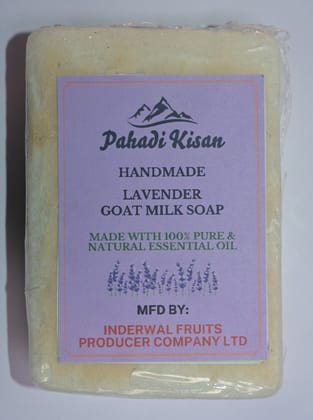 Pahadi Kisan
HANDMADE
LAVENDER
GOAT MILK SOAP
MADE WITH 100% PURE &
NATURAL ESSENTIAL OIL
MFD BY:
INDERWAL FRUITS
PRODUCER COMPANY LTD